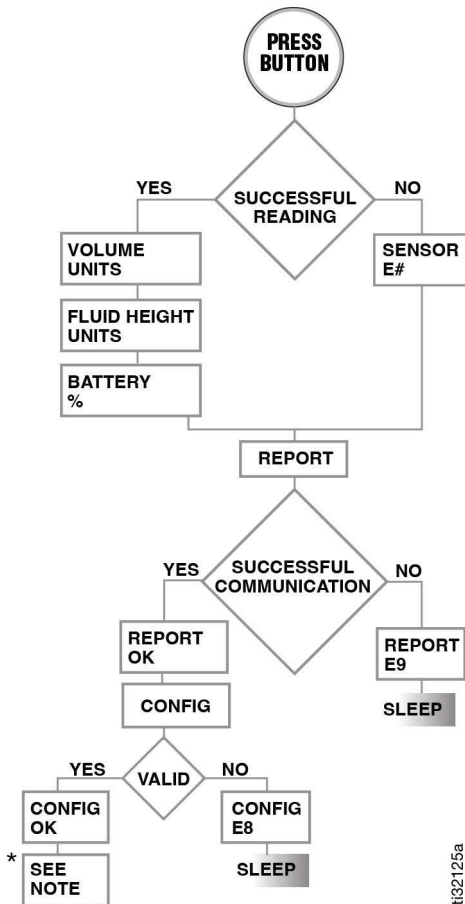 PRESS
BUTTON
YES
NO
SUCCESSFUL
READING
VOLUME
UNITS
SENSOR
E#
FLUID HEIGHT
UNITS
BATTERY
%
REPORT
YES
NO
SUCCESSFUL
COMMUNICATION
REPORT
OK
REPORT
E9
CONFIG
SLEEP
YES
NO
VALID
CONFIG
OK
CONFIG
E8
*
SEE
NOTE
SLEEP
ti32125a